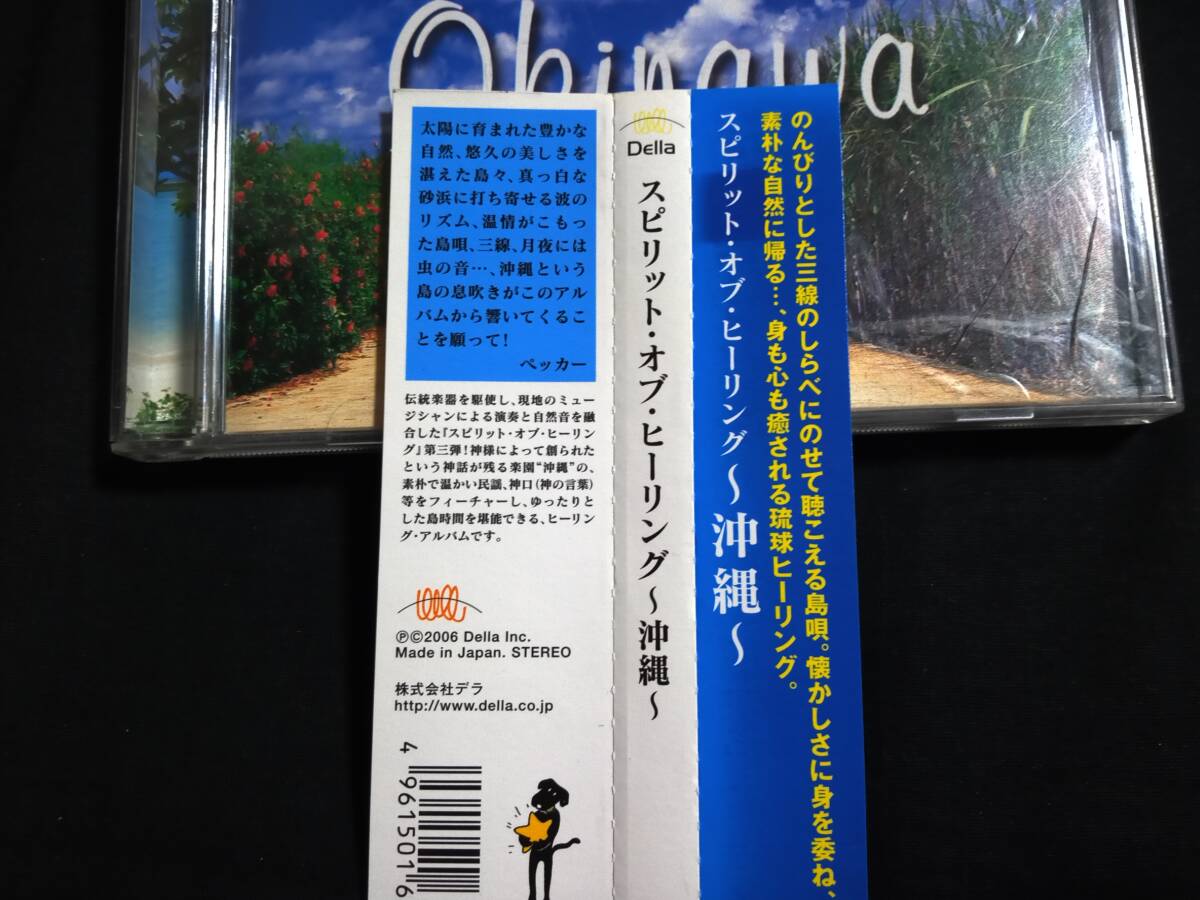 Okinawa
太陽に育まれた豊かな
自然、悠久の美しさを
湛えた島々、真っ白な
砂浜に打ち寄せる波の
リズム、温情がこもっ
た島唄、三線、月夜には
虫の音…、沖縄という
島の息吹きがこのアル
バムから響いてくるこ
とを願って!
ペッカー
伝統楽器を駆使し、現地のミュー
ジシャンによる演奏と自然音を融
合した『スピリット・オブ・ヒーリン
グ』第三弾!神様によって創られた
という神話が残る楽園“沖縄”の、
素朴で温かい民謡、神口(神の言葉)
等をフィーチャーし、ゆったりと
した島時間を堪能できる、ヒーリン
グ・アルバムです。
℗©2006 Della Inc.
Made in Japan. STEREO
株式会社デラ
http://www.della.co.jp
4 9615016
Della
スピリット・オブ・ヒーリング～沖縄～
のんびりとした三線のしらべにのせて聴こえる島唄。懐かしさに身を委ね、
素朴な自然に帰る…、身も心も癒される琉球ヒーリング。
スピリット・オブ・ヒーリング～沖縄～